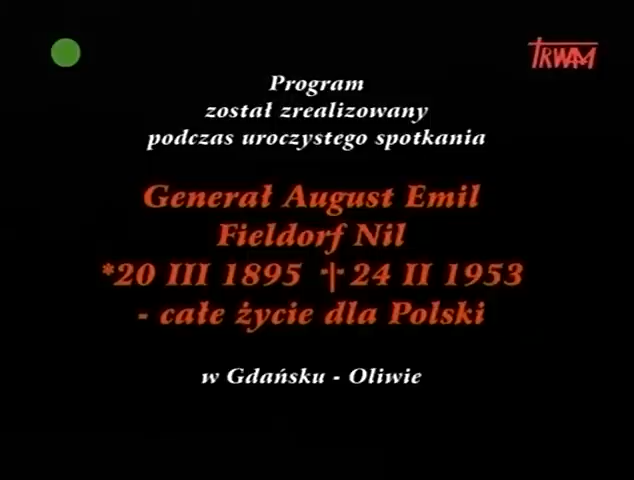 TRWAM
Program
został zrealizowany
podczas uroczystego spotkania
Generał August Emil
Fieldorf Nil
*20 III 1895 †24 II 1953
- całe życie dla Polski
w Gdańsku - Oliwie